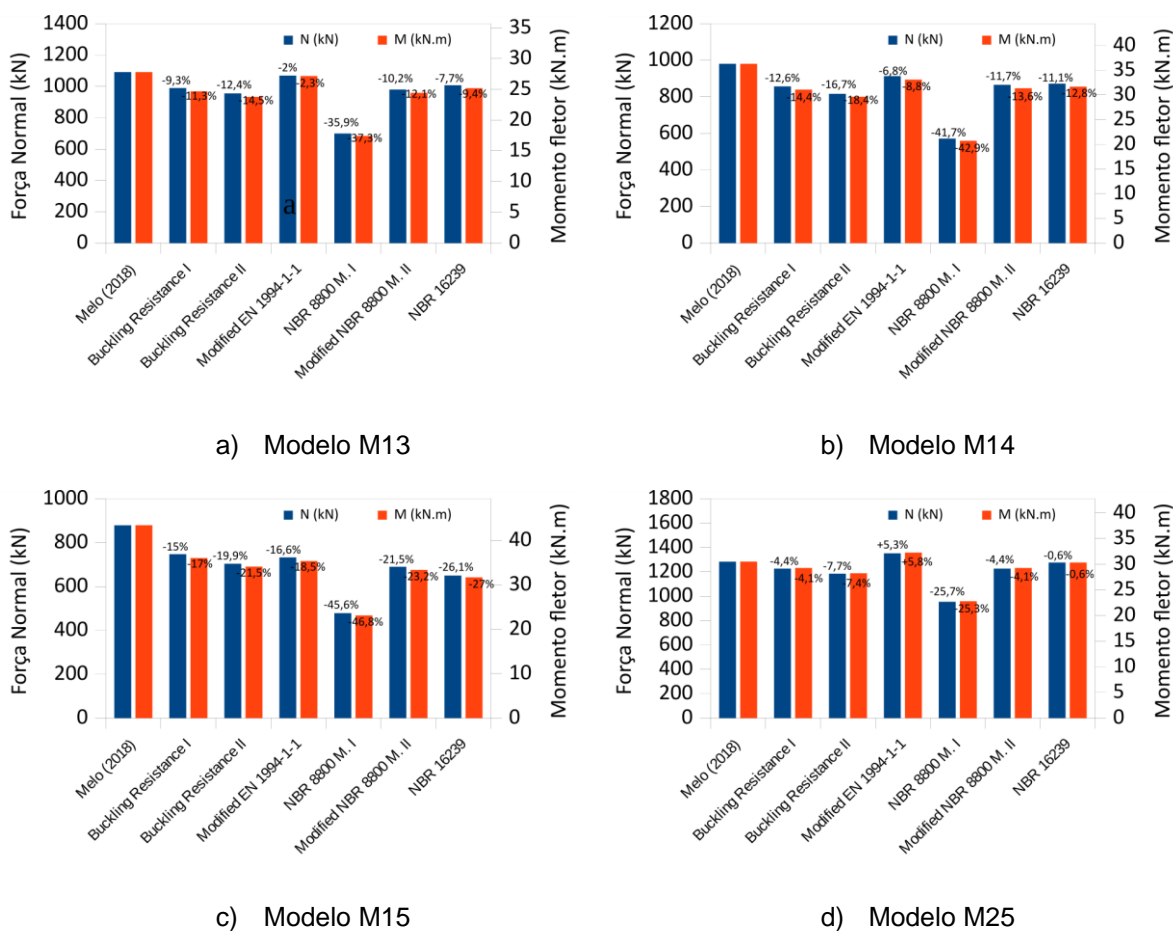 1400
1200
1000
800
600
400
200
0
Força Normal (kN)
N (kN) M (kN.m)
-9,3%
-11,3%
-12,4%
-14,5%
-2%
-2,3%
-35,9%
-37,3%
-10,2%
-12,1%
-7,7%
-9,4%
a
35
30
25
20
15
10
5
0
Momento fletor (kN.m)
Melo (2018)
Buckling Resistance I
Buckling Resistance II
Modified EN 1994-1-1
NBR 8800 M. I
Modified NBR 8800 M. II
NBR 16239
a) Modelo M13
1200
1000
800
600
400
200
0
Força Normal (kN)
N (kN) M (kN.m)
-12,6%
-14,4%
-16,7%
-18,4%
-6,8%
-8,8%
-41,7%
-42,9%
-11,7%
-13,6%
-11,1%
-12,8%
40
30
20
10
0
Momento fletor (kN.m)
Melo (2018)
Buckling Resistance I
Buckling Resistance II
Modified EN 1994-1-1
NBR 8800 M. I
Modified NBR 8800 M. II
NBR 16239
b) Modelo M14
1000
800
600
400
200
0
Força Normal (kN)
N (kN) M (kN.m)
-15%
-17%
-19,9%
-21,5%
-16,6%
-18,5%
-45,6%
-46,8%
-21,5%
-23,2%
-26,1%
-27%
40
30
20
10
0
Momento fletor (kN.m)
Melo (2018)
Buckling Resistance I
Buckling Resistance II
Modified EN 1994-1-1
NBR 8800 M. I
Modified NBR 8800 M. II
NBR 16239
c) Modelo M15
1800
1600
1400
1200
1000
800
600
400
200
0
Força Normal (kN)
N (kN) M (kN.m)
-4,4%
-4,1%
-7,7%
-7,4%
+5,3%
+5,8%
-25,7%
-25,3%
-4,4%
-4,1%
-0,6%
-0,6%
40
30
20
10
0
Momento fletor (kN.m)
Melo (2018)
Buckling Resistance I
Buckling Resistance II
Modified EN 1994-1-1
NBR 8800 M. I
Modified NBR 8800 M. II
NBR 16239
d) Modelo M25